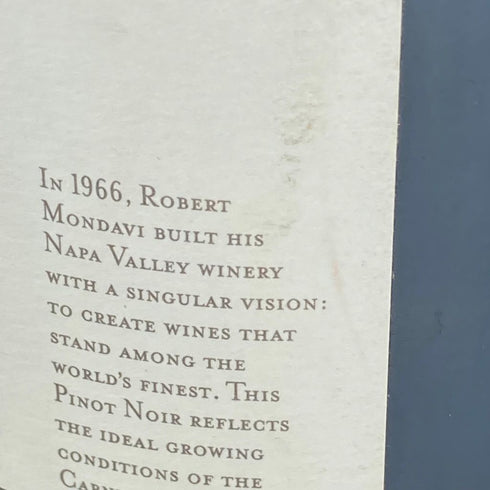 In 1966, Robert
Mondavi built his
Napa Valley winery
with a singular vision:
to create wines that
stand among the
world's finest. This
Pinot Noir reflects
the ideal growing
conditions of the